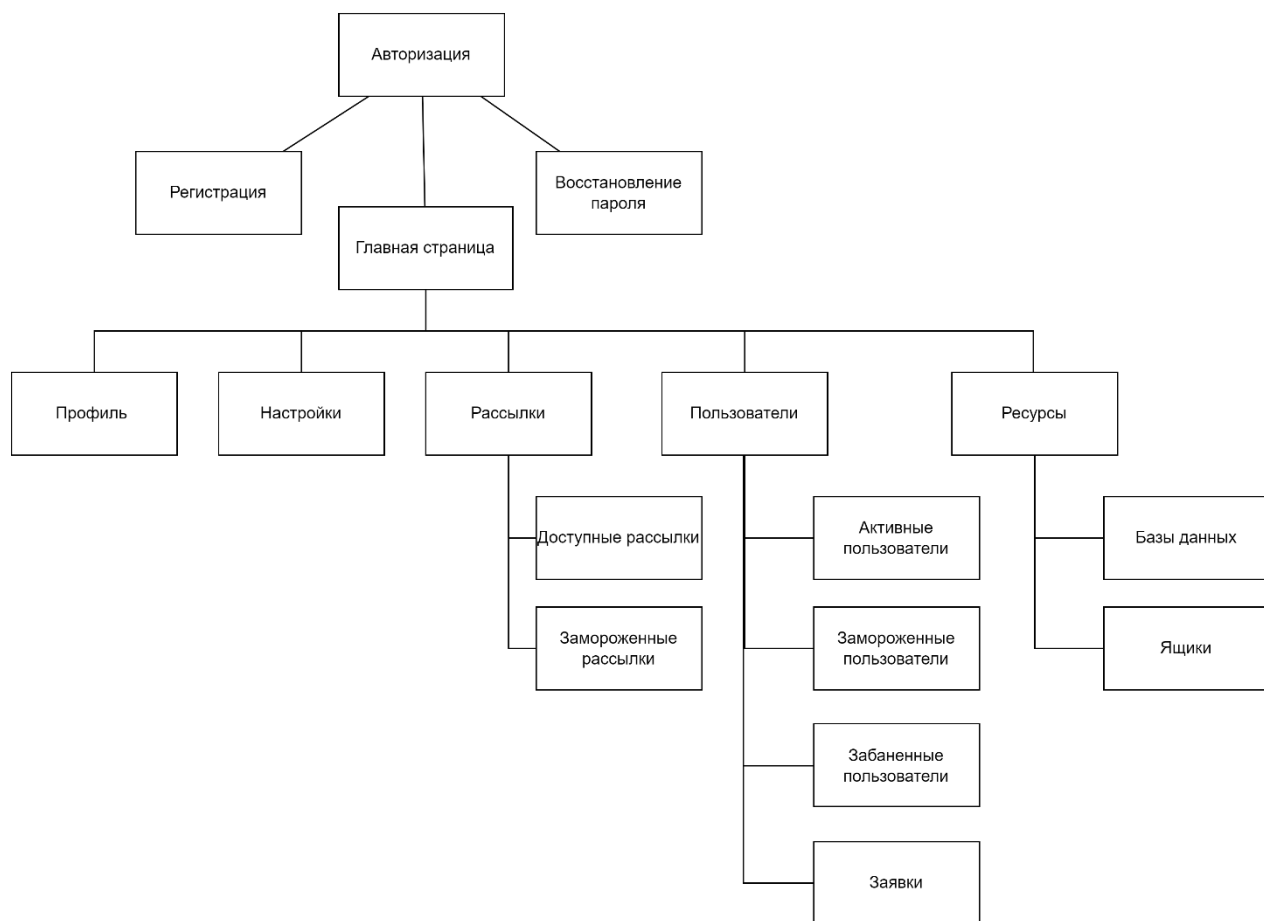 Авторизация
Регистрация
Восстановление
пароля
Главная страница
Профиль
Настройки
Рассылки
Пользователи
Ресурсы
Доступные рассылки
Активные
пользователи
Базы данных
Замороженные
рассылки
Замороженные
пользователи
Ящики
Забаненные
пользователи
Заявки